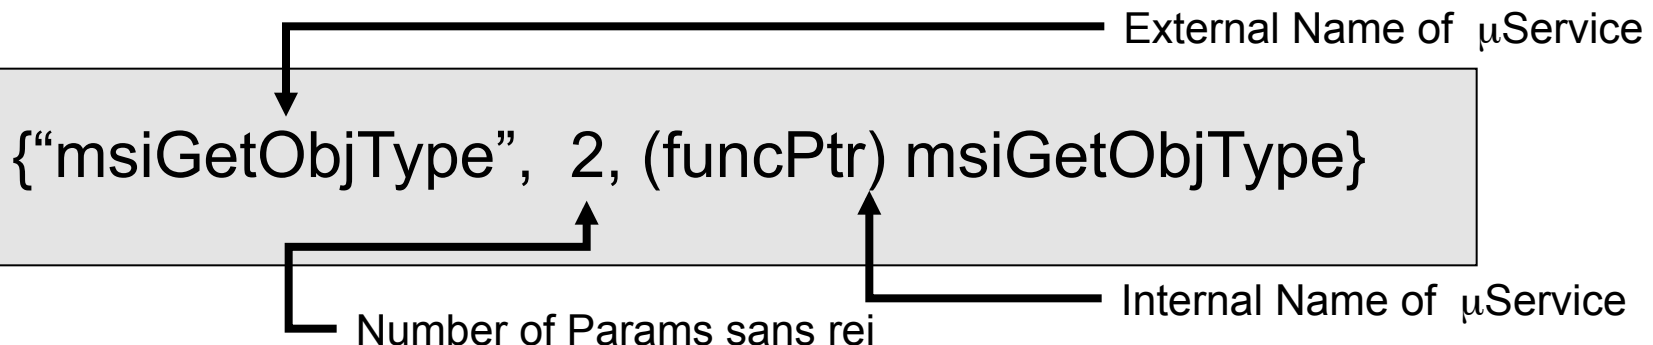 External Name of μService
{“msiGetObjType”, 2, (funcPtr) msiGetObjType}
Internal Name of μService
Number of Params sans rei